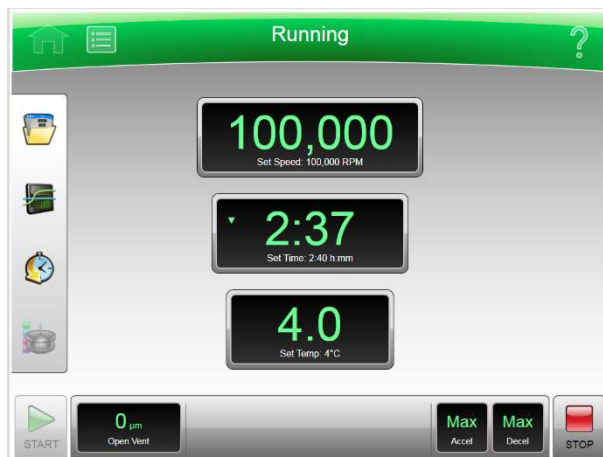 Running
?
100,000
Set Speed: 100,000 RPM
2:37
Set Time: 2:40 h:mm
4.0
Set Temp: 4°C
START
0 µm
Open Vent
Max
Accel
Max
Decel
STOP